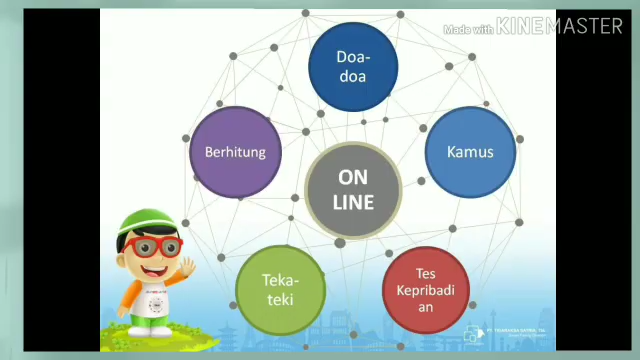 Made with KINEMASTER
Doa-
doa
Berhitung
Kamus
ON
LINE
Teka-
teki
Tes
Kepribadi
an